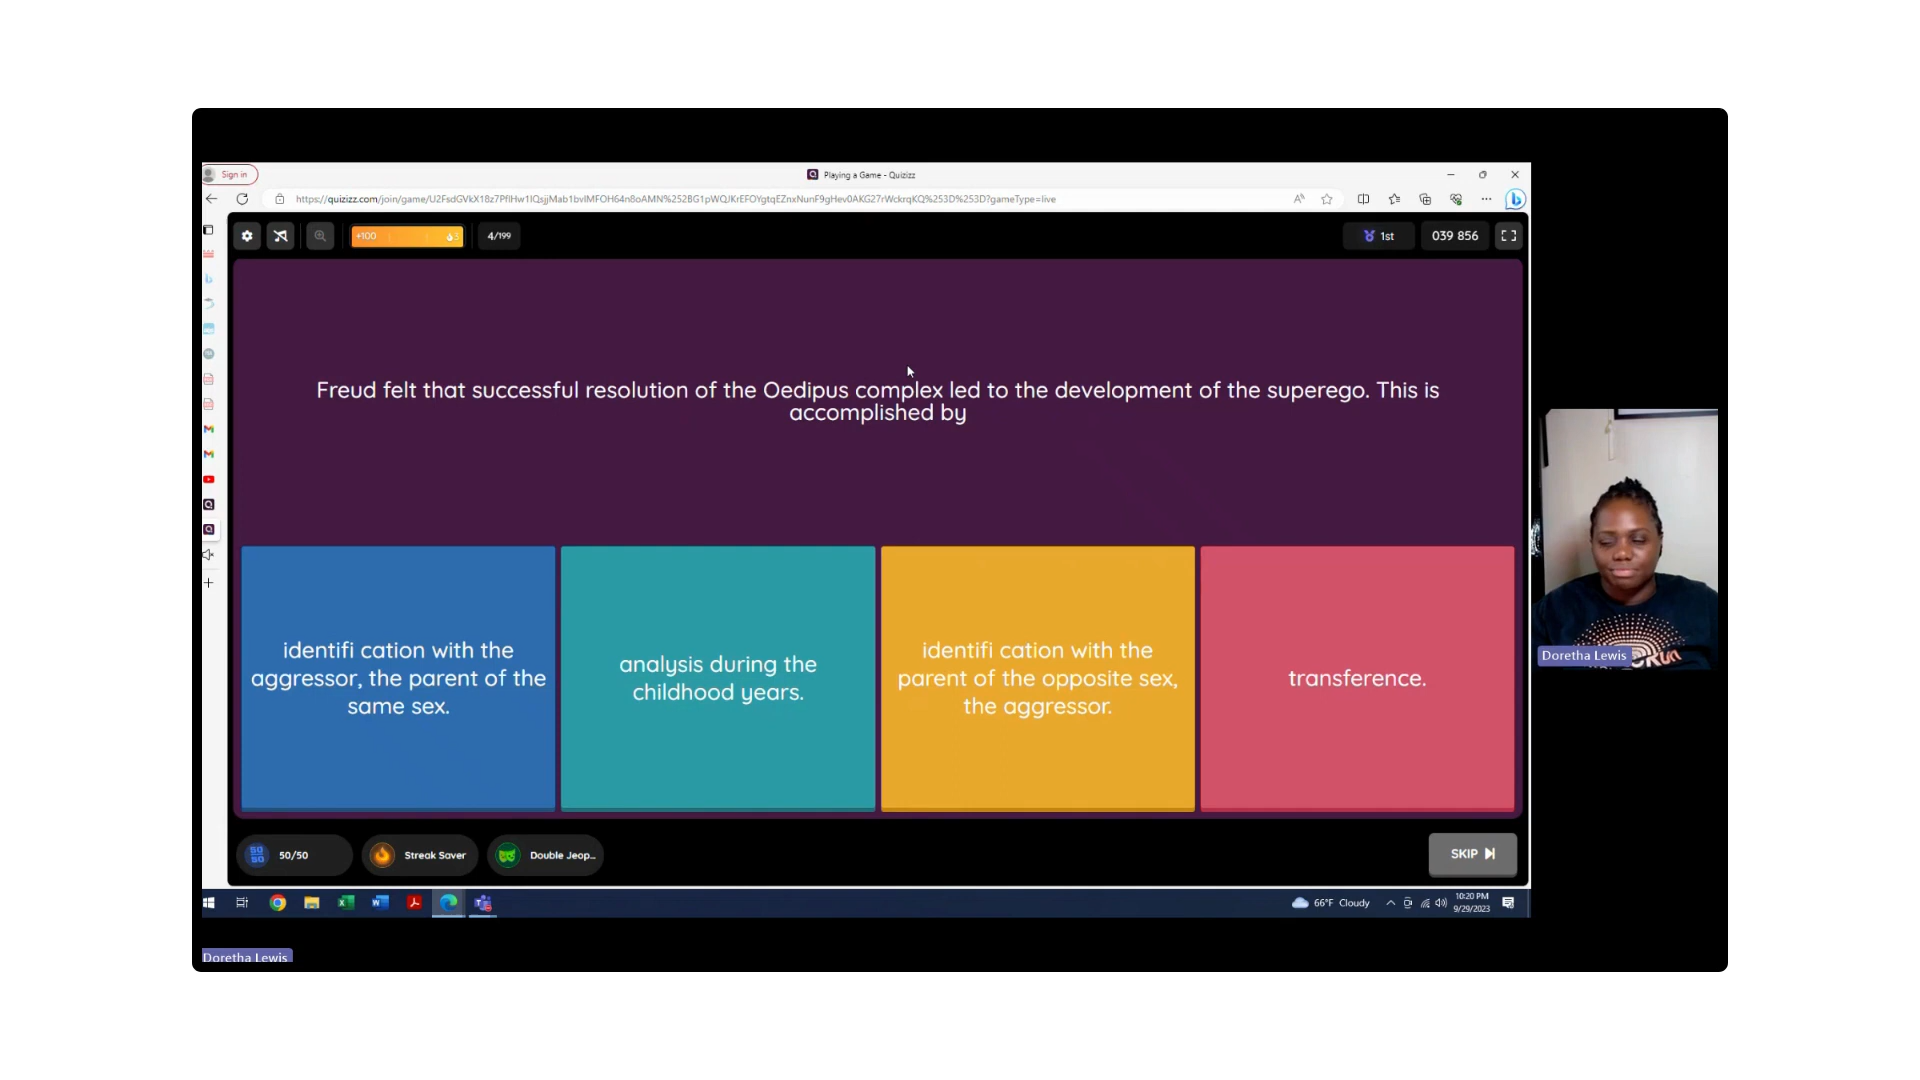 Sign in
Playing a Game - Quizizz
+100
4/199
1st
039 856
Freud felt that successful resolution of the Oedipus complex led to the development of the superego. This is
accomplished by
identifi cation with the
aggressor, the parent of the
same sex.
analysis during the
childhood years.
identifi cation with the
parent of the opposite sex,
the aggressor.
transference.
Doretha Lewis
50/50
Streak Saver
Double Jeop...
SKIP
66°F Cloudy
10:20 PM
9/29/2023
Doretha Lewis